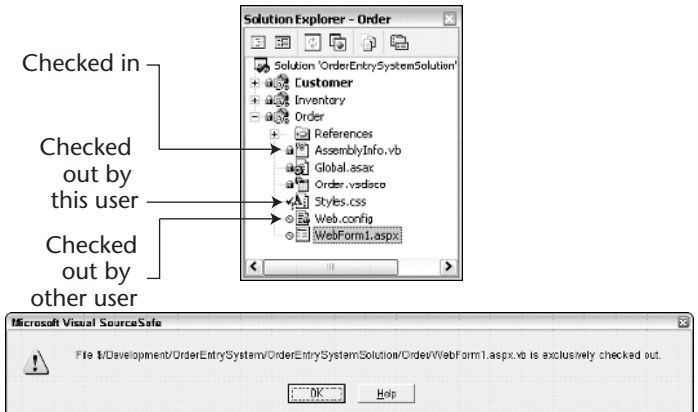 Solution Explorer - Order
Solution 'OrderEntrySystemSolution'
Customer
Inventory
Order
References
AssemblyInfo.vb
Global.asax
Order.vsdisco
Styles.css
Web.config
WebForm1.aspx
Checked in
Checked
out by
this user
Checked
out by
other user
Microsoft Visual SourceSafe
File $/Development/OrderEntrySystem/OrderEntrySystemSolution/Order/WebForm1.aspx.vb is exclusively checked out.
OK
Help